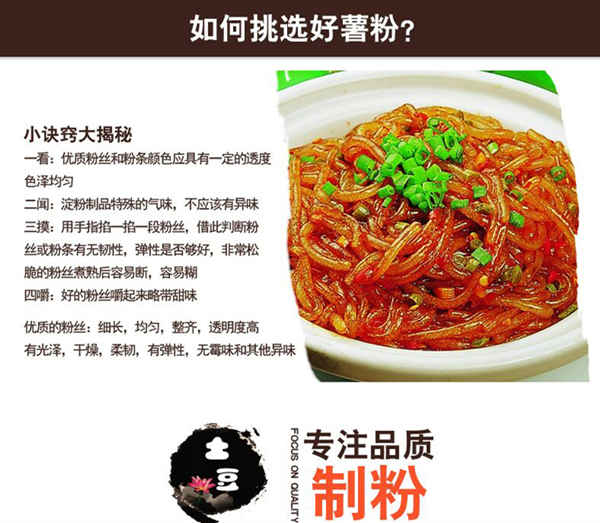 如何挑选好薯粉?
小诀窍大揭秘
一看：优质粉丝和粉条颜色应具有一定的透度
色泽均匀
二闻：淀粉制品特殊的气味，不应该有异味
三摸：用手指掐一掐一段粉丝，借此判断粉
丝或粉条有无韧性，弹性是否够好，非常松
脆的粉丝煮熟后容易断，容易糊
四嚼：好的粉丝嚼起来略带甜味
优质的粉丝：细长，均匀，整齐，透明度高
有光泽，干燥，柔韧，有弹性，无霉味和其他异味
土
豆
FOCUS ON QUALITY
专注品质
制粉